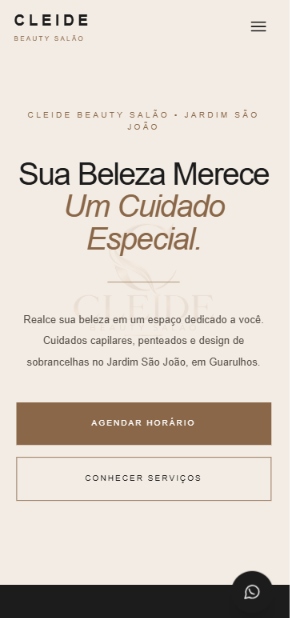 CLEIDE
BEAUTY SALÃO
CLEIDE BEAUTY SALÃO • JARDIM SÃO
JOÃO
Sua Beleza Merece
Um Cuidado
Especial.
CLEIDE
Realce sua beleza em um espaço dedicado a você.
Cuidados capilares, penteados e design de
sobrancelhas no Jardim São João, em Guarulhos.
AGENDAR HORÁRIO
CONHECER SERVIÇOS